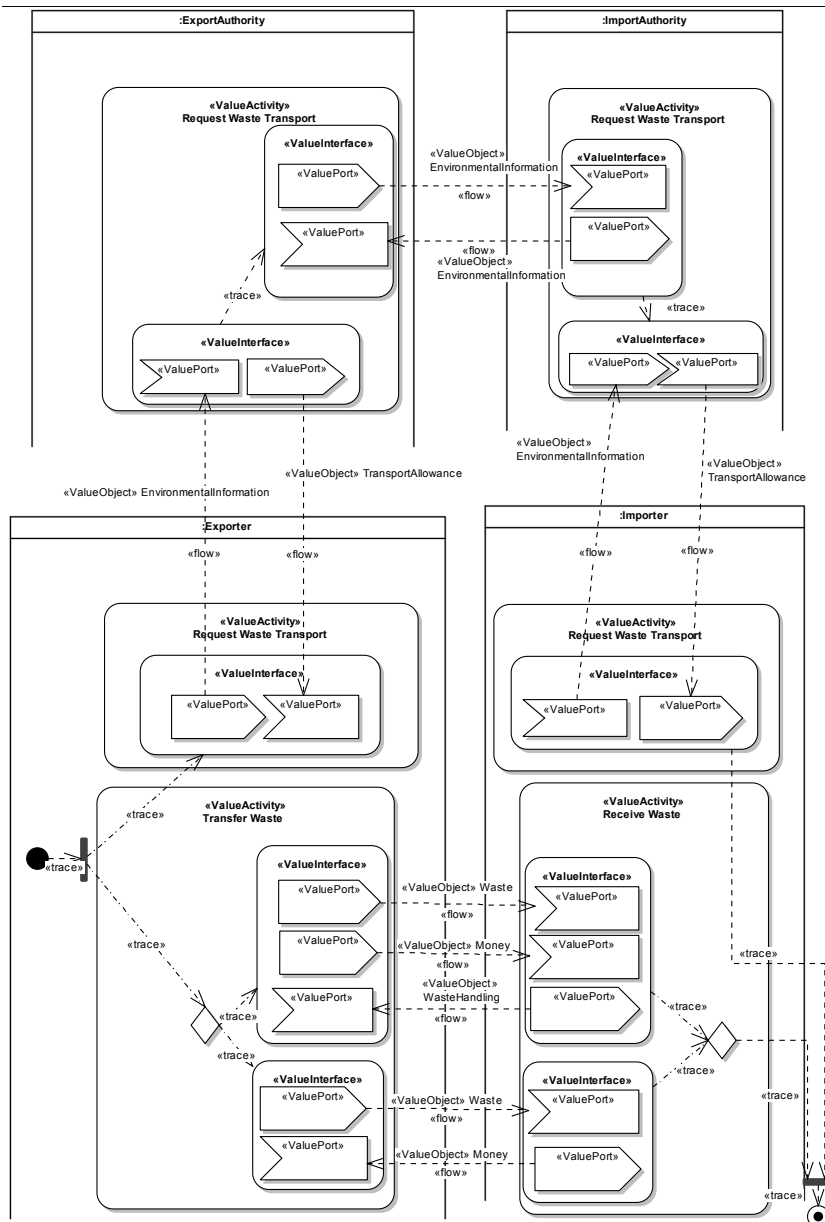 :ExportAuthority
:ImportAuthority
«ValueActivity»
Request Waste Transport
«ValueInterface»
«ValuePort»
«ValuePort»
«trace»
«ValueInterface»
«ValuePort»
«ValuePort»
«ValueObject»
EnvironmentalInformation
«flow»
«flow»
«ValueObject»
EnvironmentalInformation
«ValueActivity»
Request Waste Transport
«ValueInterface»
«ValuePort»
«ValuePort»
«trace»
«ValueInterface»
«ValuePort»
«ValuePort»
«ValueObject» EnvironmentalInformation
«ValueObject» TransportAllowance
«ValueObject»
EnvironmentalInformation
«ValueObject»
TransportAllowance
:Exporter
:Importer
«flow»
«flow»
«flow»
«flow»
«ValueActivity»
Request Waste Transport
«ValueInterface»
«ValuePort»
«ValuePort»
«ValueActivity»
Request Waste Transport
«ValueInterface»
«ValuePort»
«ValuePort»
«trace»
«ValueActivity»
Transfer Waste
«trace»
«trace»
«trace»
«trace»
«ValueInterface»
«ValuePort»
«ValuePort»
«ValuePort»
«ValueInterface»
«ValuePort»
«ValuePort»
«ValueObject» Waste
«flow»
«ValueObject» Money
«flow»
«ValueObject»
WasteHandling
«flow»
«ValueObject» Waste
«flow»
«ValueObject» Money
«flow»
«ValueActivity»
Receive Waste
«ValueInterface»
«ValuePort»
«ValuePort»
«ValuePort»
«ValueInterface»
«ValuePort»
«ValuePort»
«trace»
«trace»
«trace»
«trace»
«trace»